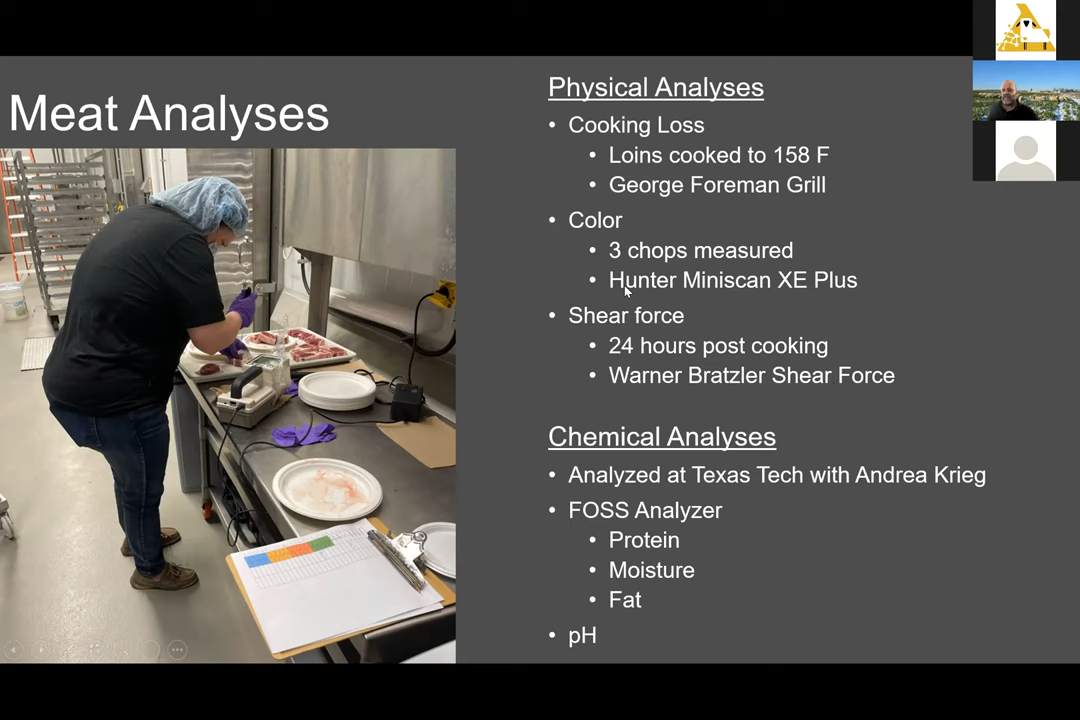 Meat Analyses
Physical Analyses
• Cooking Loss
• Loins cooked to 158 F
• George Foreman Grill
• Color
• 3 chops measured
• Hunter Miniscan XE Plus
• Shear force
• 24 hours post cooking
• Warner Bratzler Shear Force
Chemical Analyses
• Analyzed at Texas Tech with Andrea Krieg
• FOSS Analyzer
• Protein
• Moisture
• Fat
• pH